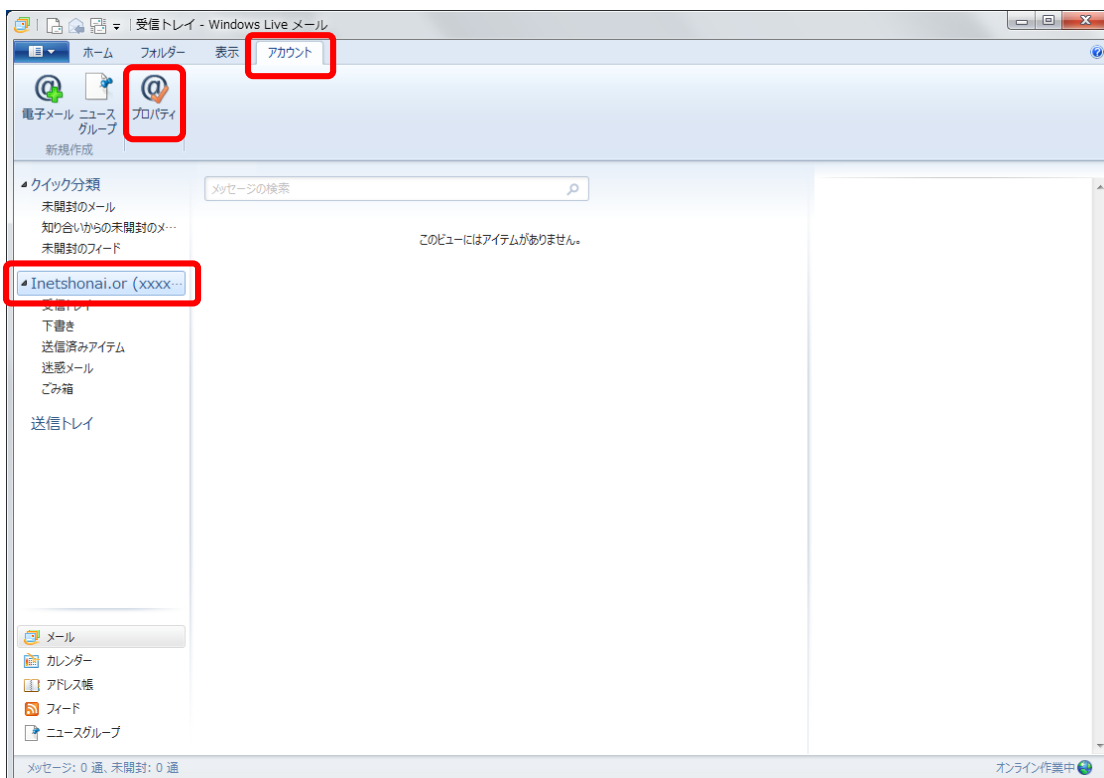 受信トレイ - Windows Live メール
ホーム フォルダー 表示 アカウント
電子メール ニュース グループ プロパティ
新規作成
クイック分類
未開封のメール
知り合いからの未開封のメ…
未開封のフィード
Inetshonai.or (xxxx…
受信トレイ
下書き
送信済みアイテム
迷惑メール
ごみ箱
送信トレイ
メッセージの検索
このビューにはアイテムがありません。
メール
カレンダー
アドレス帳
フィード
ニュースグループ
メッセージ: 0 通、未開封: 0 通
オンライン作業中